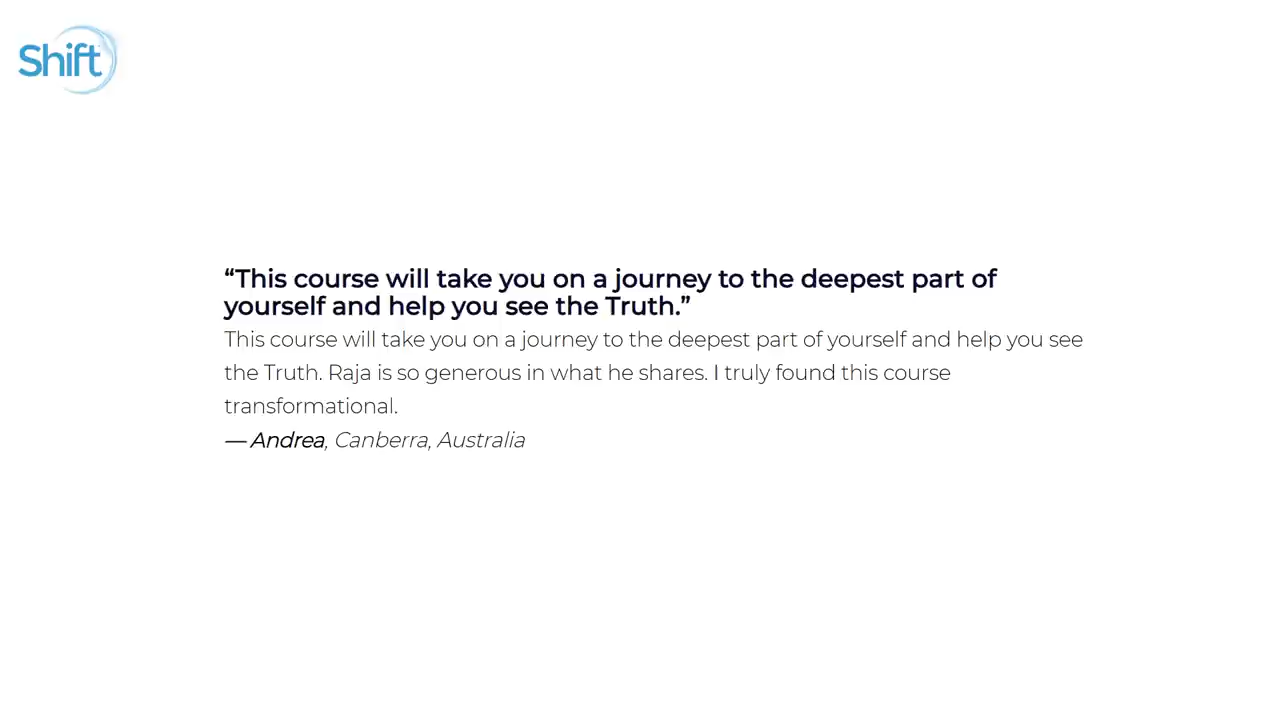 Shift
“This course will take you on a journey to the deepest part of
yourself and help you see the Truth.”
This course will take you on a journey to the deepest part of yourself and help you see
the Truth. Raja is so generous in what he shares. I truly found this course
transformational.
— Andrea, Canberra, Australia